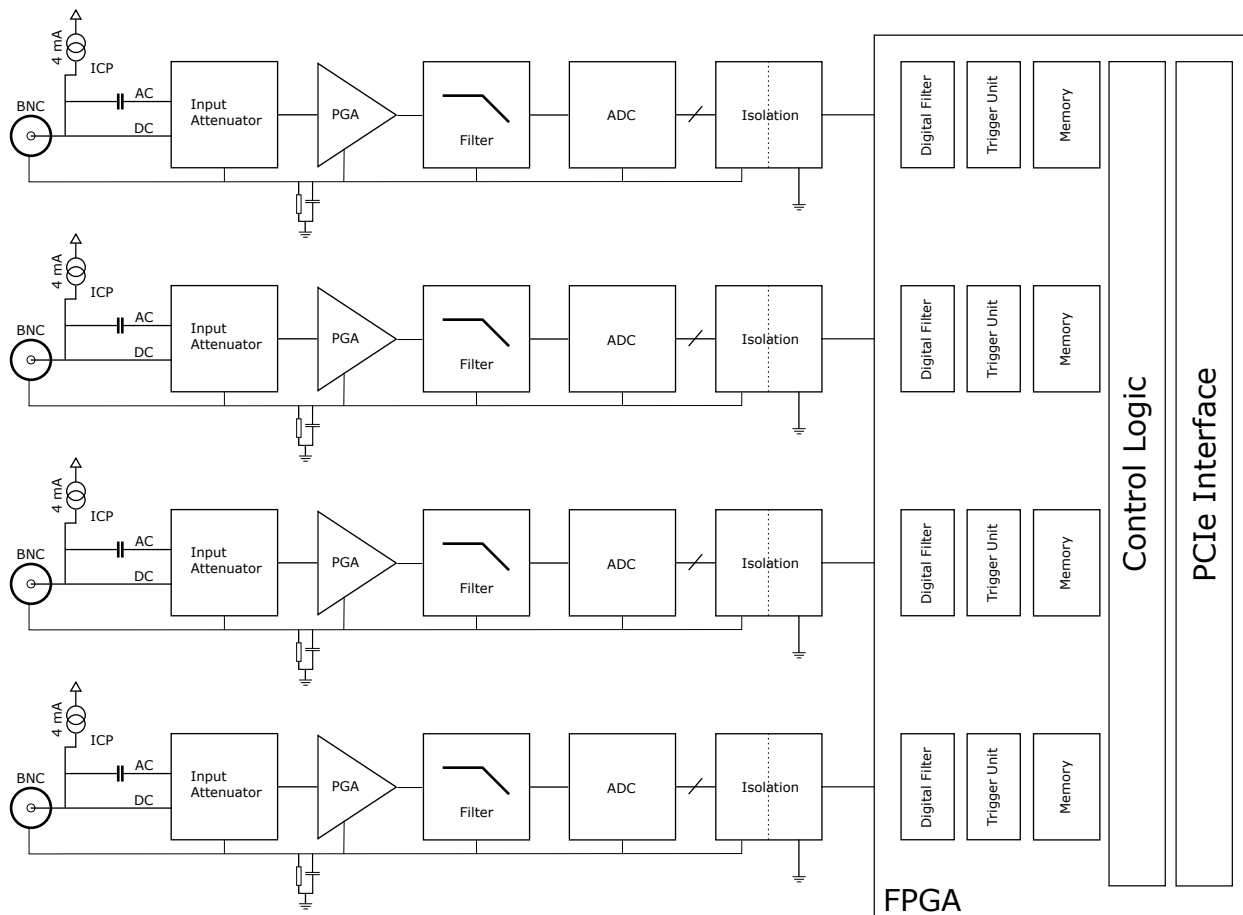 4 mA
ICP
BNC
AC
DC
Input
Attenuator
PGA
Filter
ADC
Isolation
Digital Filter
Trigger Unit
Memory
4 mA
ICP
BNC
AC
DC
Input
Attenuator
PGA
Filter
ADC
Isolation
Digital Filter
Trigger Unit
Memory
4 mA
ICP
BNC
AC
DC
Input
Attenuator
PGA
Filter
ADC
Isolation
Digital Filter
Trigger Unit
Memory
4 mA
ICP
BNC
AC
DC
Input
Attenuator
PGA
Filter
ADC
Isolation
Digital Filter
Trigger Unit
Memory
Control Logic
PCIe Interface
FPGA